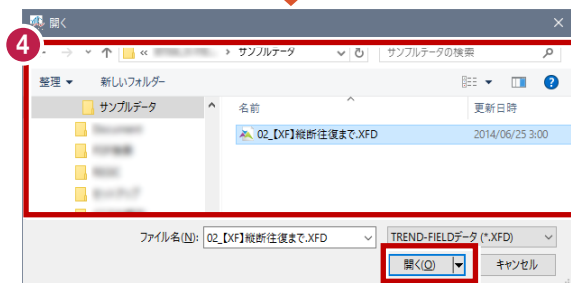 開く
4
« › サンプルデータ
サンプルデータの検索
整理 新しいフォルダー
サンプルデータ
名前 更新日時
02_【XF】縦断往復まで.XFD 2014/06/25 3:00
ファイル名(N): 02_【XF】縦断往復まで.XFD TREND-FIELDデータ (*.XFD)
開く(O) キャンセル